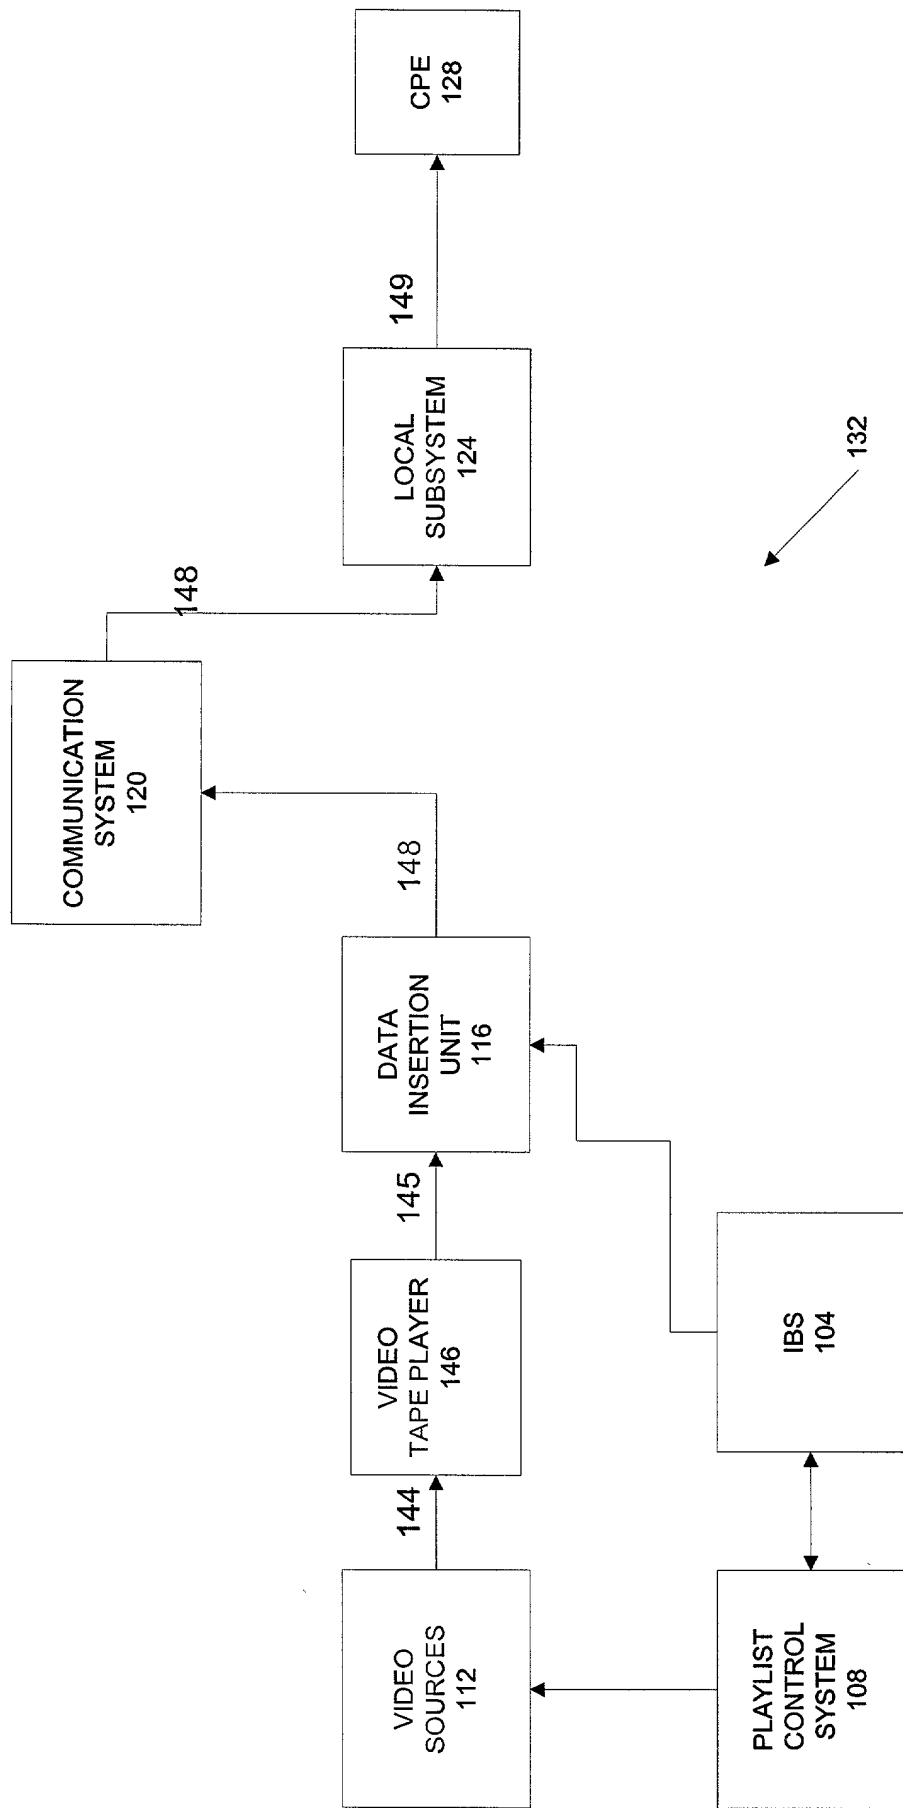 COMMUNICATION
SYSTEM
120
148
148
VIDEO
SOURCES
112
144
VIDEO
TAPE PLAYER
146
145
DATA
INSERTION
UNIT
116
LOCAL
SUBSYSTEM
124
149
CPE
128
PLAYLIST
CONTROL
SYSTEM
108
IBS
104
132